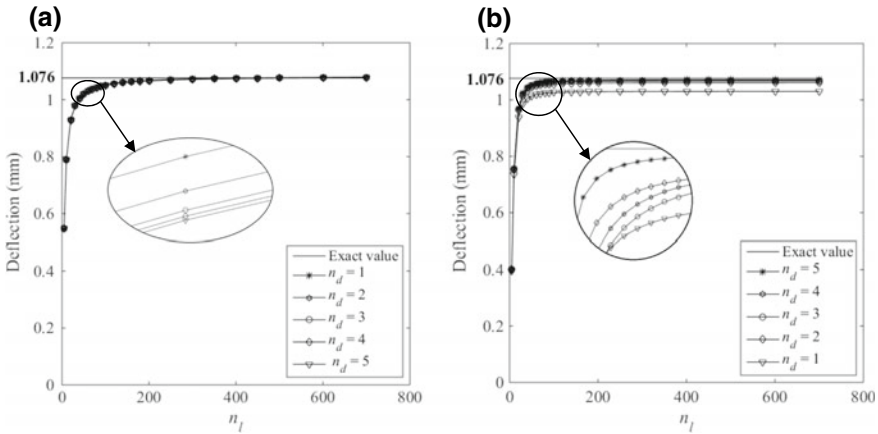 (a)
1.2
1.076
1
0.8
0.6
0.4
0.2
0
0
200
400
600
800
Deflection (mm)
n_l
Exact value
n_d = 1
n_d = 2
n_d = 3
n_d = 4
n_d = 5
(b)
1.2
1.076
1
0.8
0.6
0.4
0.2
0
0
200
400
600
800
Deflection (mm)
n_l
Exact value
n_d = 5
n_d = 4
n_d = 3
n_d = 2
n_d = 1